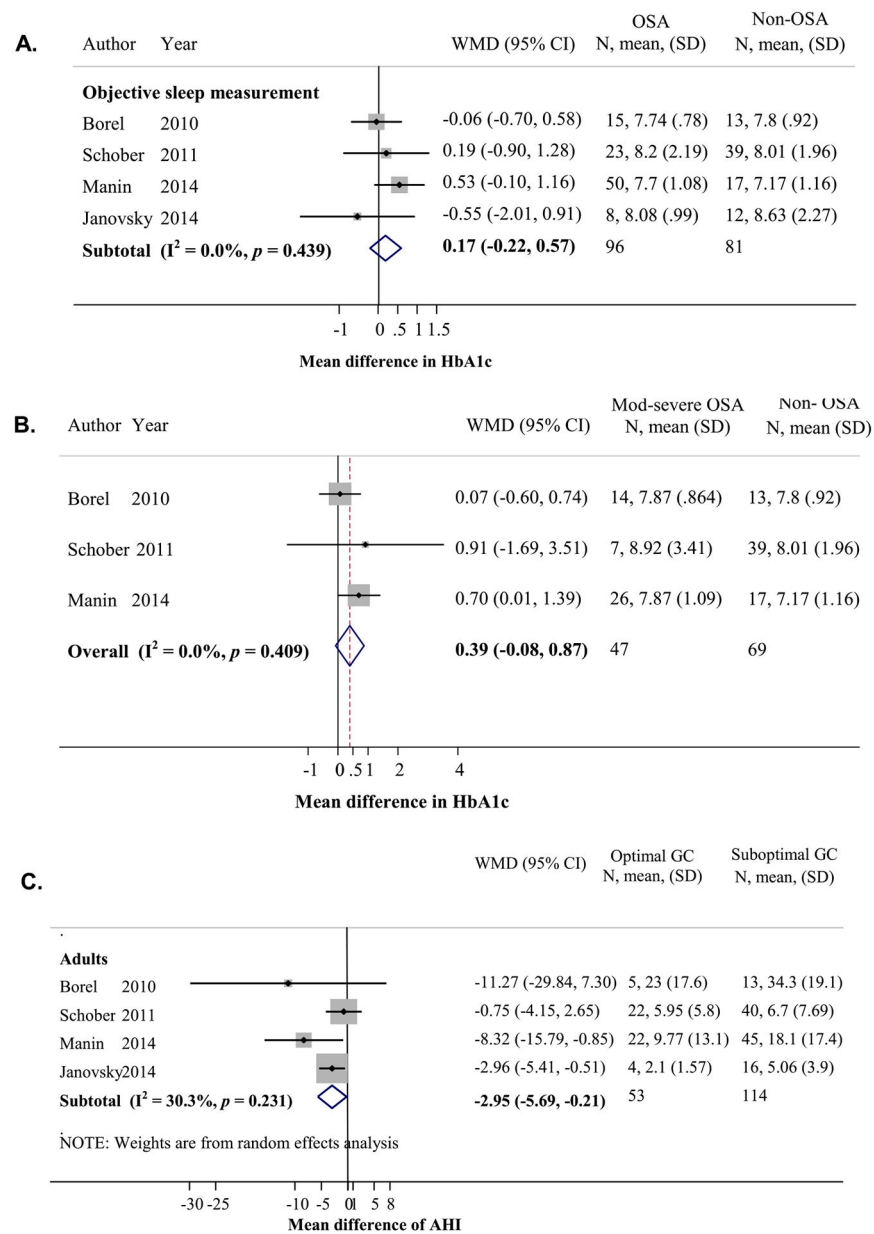 A.
Author Year WMD (95% CI) OSA N, mean, (SD) Non-OSA N, mean, (SD)
Objective sleep measurement
Borel 2010 -0.06 (-0.70, 0.58) 15, 7.74 (.78) 13, 7.8 (.92)
Schober 2011 0.19 (-0.90, 1.28) 23, 8.2 (2.19) 39, 8.01 (1.96)
Manin 2014 0.53 (-0.10, 1.16) 50, 7.7 (1.08) 17, 7.17 (1.16)
Janovsky 2014 -0.55 (-2.01, 0.91) 8, 8.08 (.99) 12, 8.63 (2.27)
Subtotal (I² = 0.0%, p = 0.439) 0.17 (-0.22, 0.57) 96 81
-1 0 .5 1 1.5
Mean difference in HbA1c
B.
Author Year WMD (95% CI) Mod-severe OSA N, mean (SD) Non- OSA N, mean (SD)
Borel 2010 0.07 (-0.60, 0.74) 14, 7.87 (.864) 13, 7.8 (.92)
Schober 2011 0.91 (-1.69, 3.51) 7, 8.92 (3.41) 39, 8.01 (1.96)
Manin 2014 0.70 (0.01, 1.39) 26, 7.87 (1.09) 17, 7.17 (1.16)
Overall (I² = 0.0%, p = 0.409) 0.39 (-0.08, 0.87) 47 69
-1 0 .5 1 2 4
Mean difference in HbA1c
C.
WMD (95% CI) Optimal GC N, mean, (SD) Suboptimal GC N, mean, (SD)
.
Adults
Borel 2010 -11.27 (-29.84, 7.30) 5, 23 (17.6) 13, 34.3 (19.1)
Schober 2011 -0.75 (-4.15, 2.65) 22, 5.95 (5.8) 40, 6.7 (7.69)
Manin 2014 -8.32 (-15.79, -0.85) 22, 9.77 (13.1) 45, 18.1 (17.4)
Janovsky2014 -2.96 (-5.41, -0.51) 4, 2.1 (1.57) 16, 5.06 (3.9)
Subtotal (I² = 30.3%, p = 0.231) -2.95 (-5.69, -0.21) 53 114
.
NOTE: Weights are from random effects analysis
-30 -25 -10 -5 0 1 5 8
Mean difference of AHI